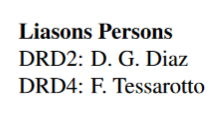 Liasons Persons
DRD2: D. G. Diaz
DRD4: F. Tessarotto